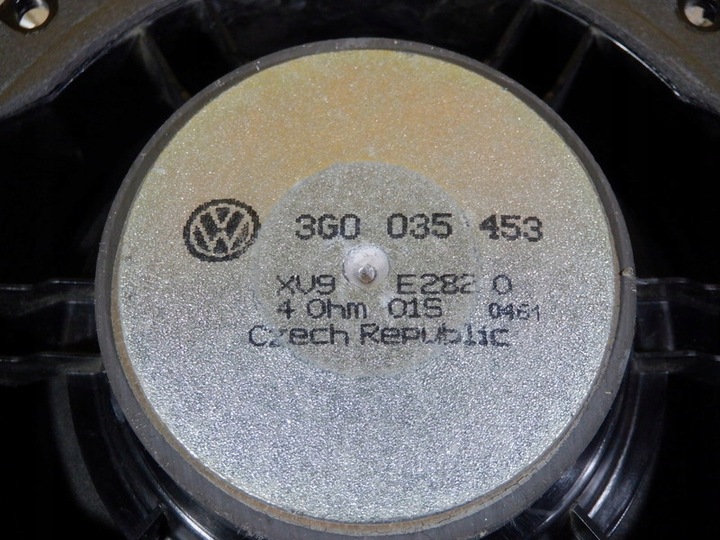 3G0 035 453
XV9 E282 0
4 Ohm 015 0461
Czech Republic